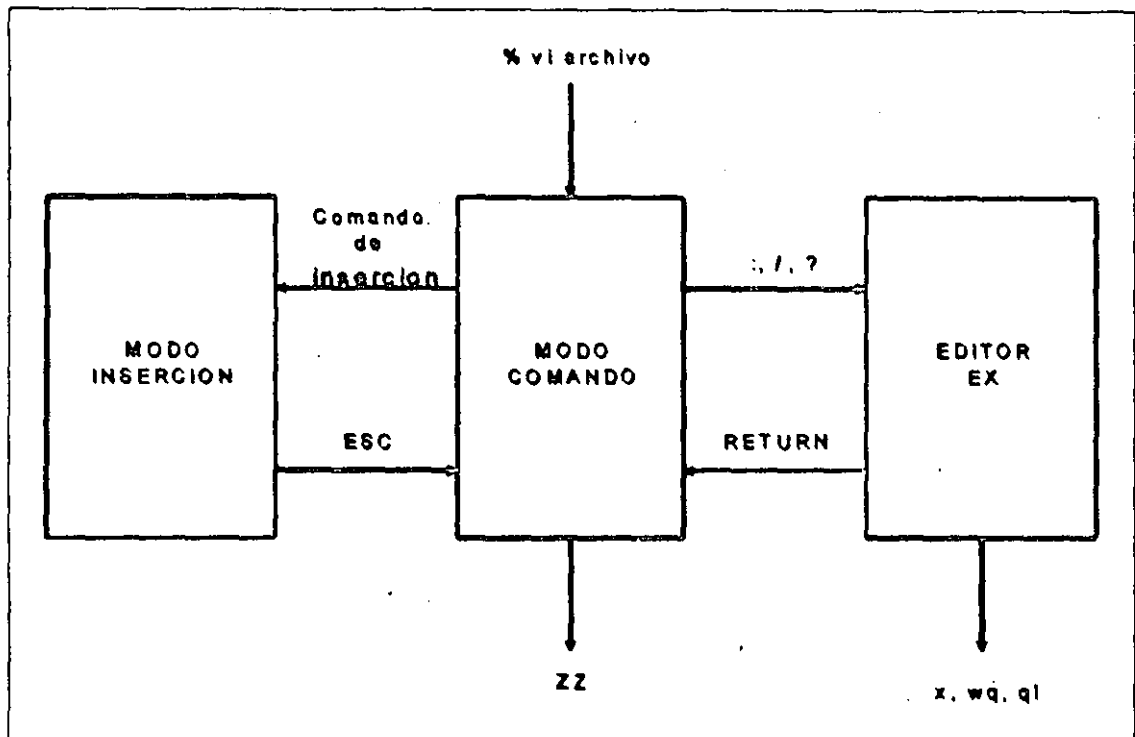 % vi archivo
Comando.
de
insercion
:, /, ?
MODO
INSERCION
MODO
COMANDO
EDITOR
EX
ESC
RETURN
ZZ
x, wq, q!